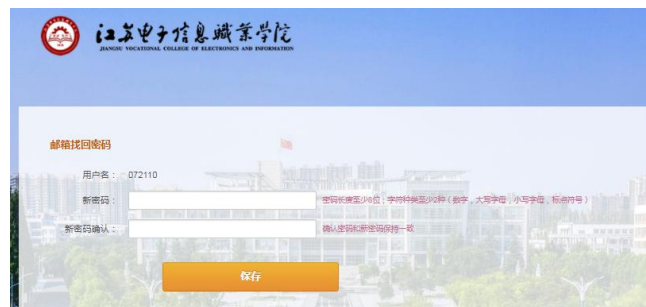 江苏电子信息职业学院
JIANGSU VOCATIONAL COLLEGE OF ELECTRONICS AND INFORMATION
邮箱找回密码
用户名： 072110
新密码： 密码长度至少6位；字符种类至少2种（数字，大写字母，小写字母，标点符号）
新密码确认： 确认密码和新密码保持一致
保存